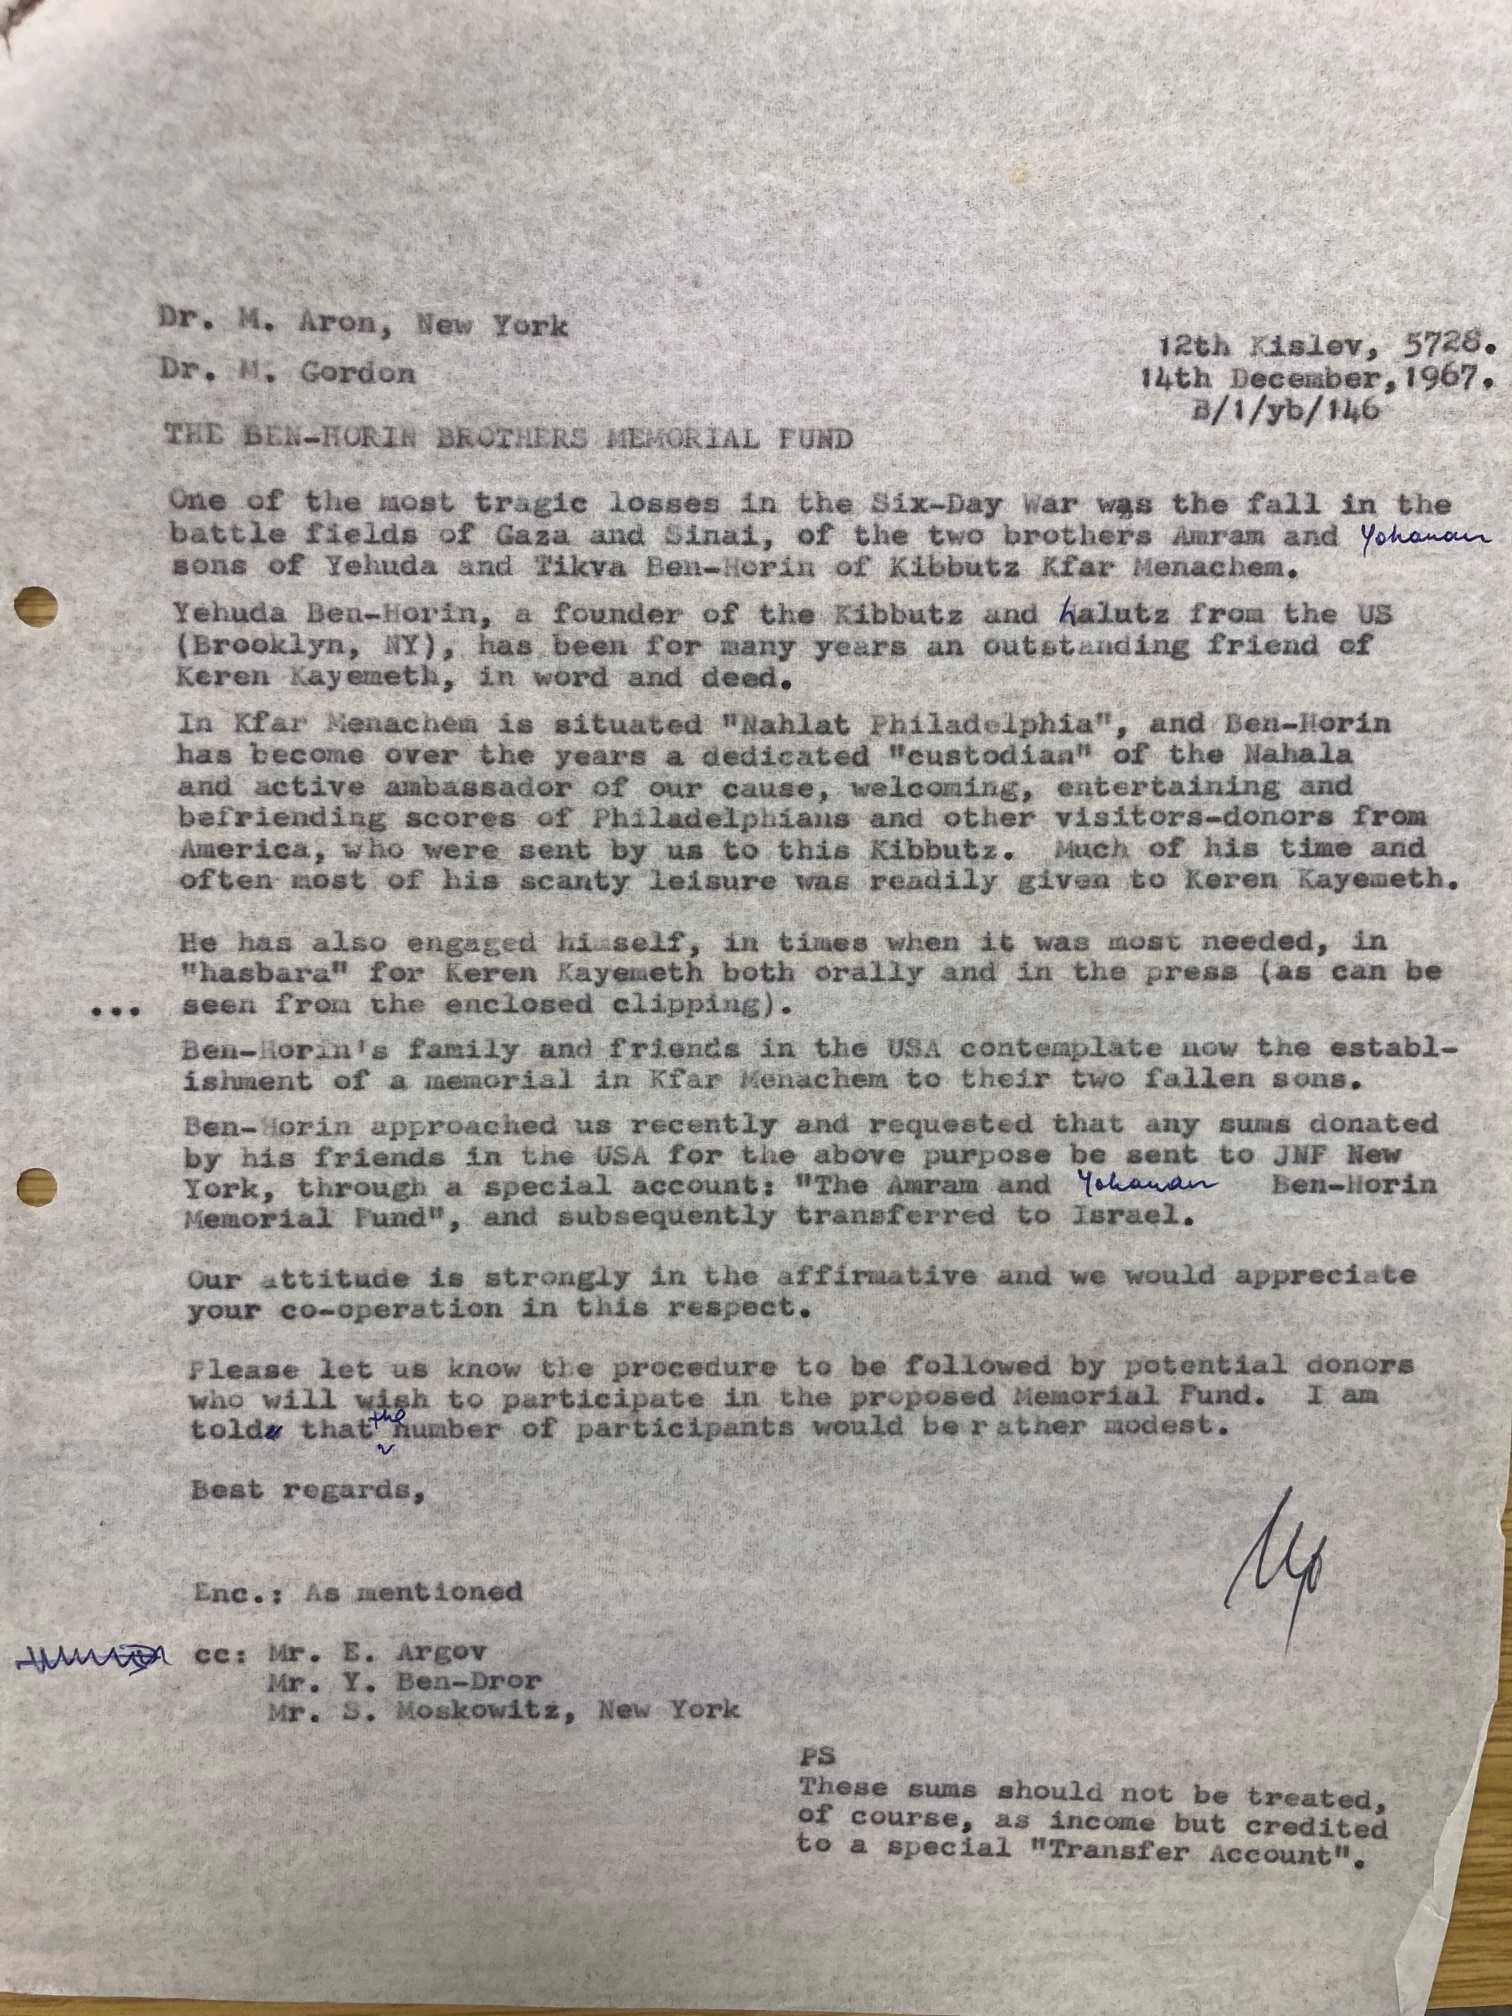 Dr. M. Aron, New York
Dr. M. Gordon
12th Kislev, 5728.
14th December, 1967.
B/1/yb/146
THE BEN-HORIN BROTHERS MEMORIAL FUND
One of the most tragic losses in the Six-Day War was the fall in the
battle fields of Gaza and Sinai, of the two brothers Amram and Yohanan
sons of Yehuda and Tikva Ben-Horin of Kibbutz Kfar Menachem.
Yehuda Ben-Horin, a founder of the Kibbutz and halutz from the US
(Brooklyn, NY), has been for many years an outstanding friend of
Keren Kayemeth, in word and deed.
In Kfar Menachem is situated "Nahlat Philadelphia", and Ben-Horin
has become over the years a dedicated "custodian" of the Nahala
and active ambassador of our cause, welcoming, entertaining and
befriending scores of Philadelphians and other visitors-donors from
America, who were sent by us to this Kibbutz. Much of his time and
often most of his scanty leisure was readily given to Keren Kayemeth.
He has also engaged himself, in times when it was most needed, in
"hasbara" for Keren Kayemeth both orally and in the press (as can be
... seen from the enclosed clipping).
Ben-Horin's family and friends in the USA contemplate now the establ-
ishment of a memorial in Kfar Menachem to their two fallen sons.
Ben-Horin approached us recently and requested that any sums donated
by his friends in the USA for the above purpose be sent to JNF New
York, through a special account: "The Amram and Yohanan Ben-Horin
Memorial Fund", and subsequently transferred to Israel.
Our attitude is strongly in the affirmative and we would appreciate
your co-operation in this respect.
Please let us know the procedure to be followed by potential donors
who will wish to participate in the proposed Memorial Fund. I am
told that the number of participants would be rather modest.
Best regards,
Enc.: As mentioned
cc: Mr. E. Argov
Mr. Y. Ben-Dror
Mr. S. Moskowitz, New York
PS
These sums should not be treated,
of course, as income but credited
to a special "Transfer Account".